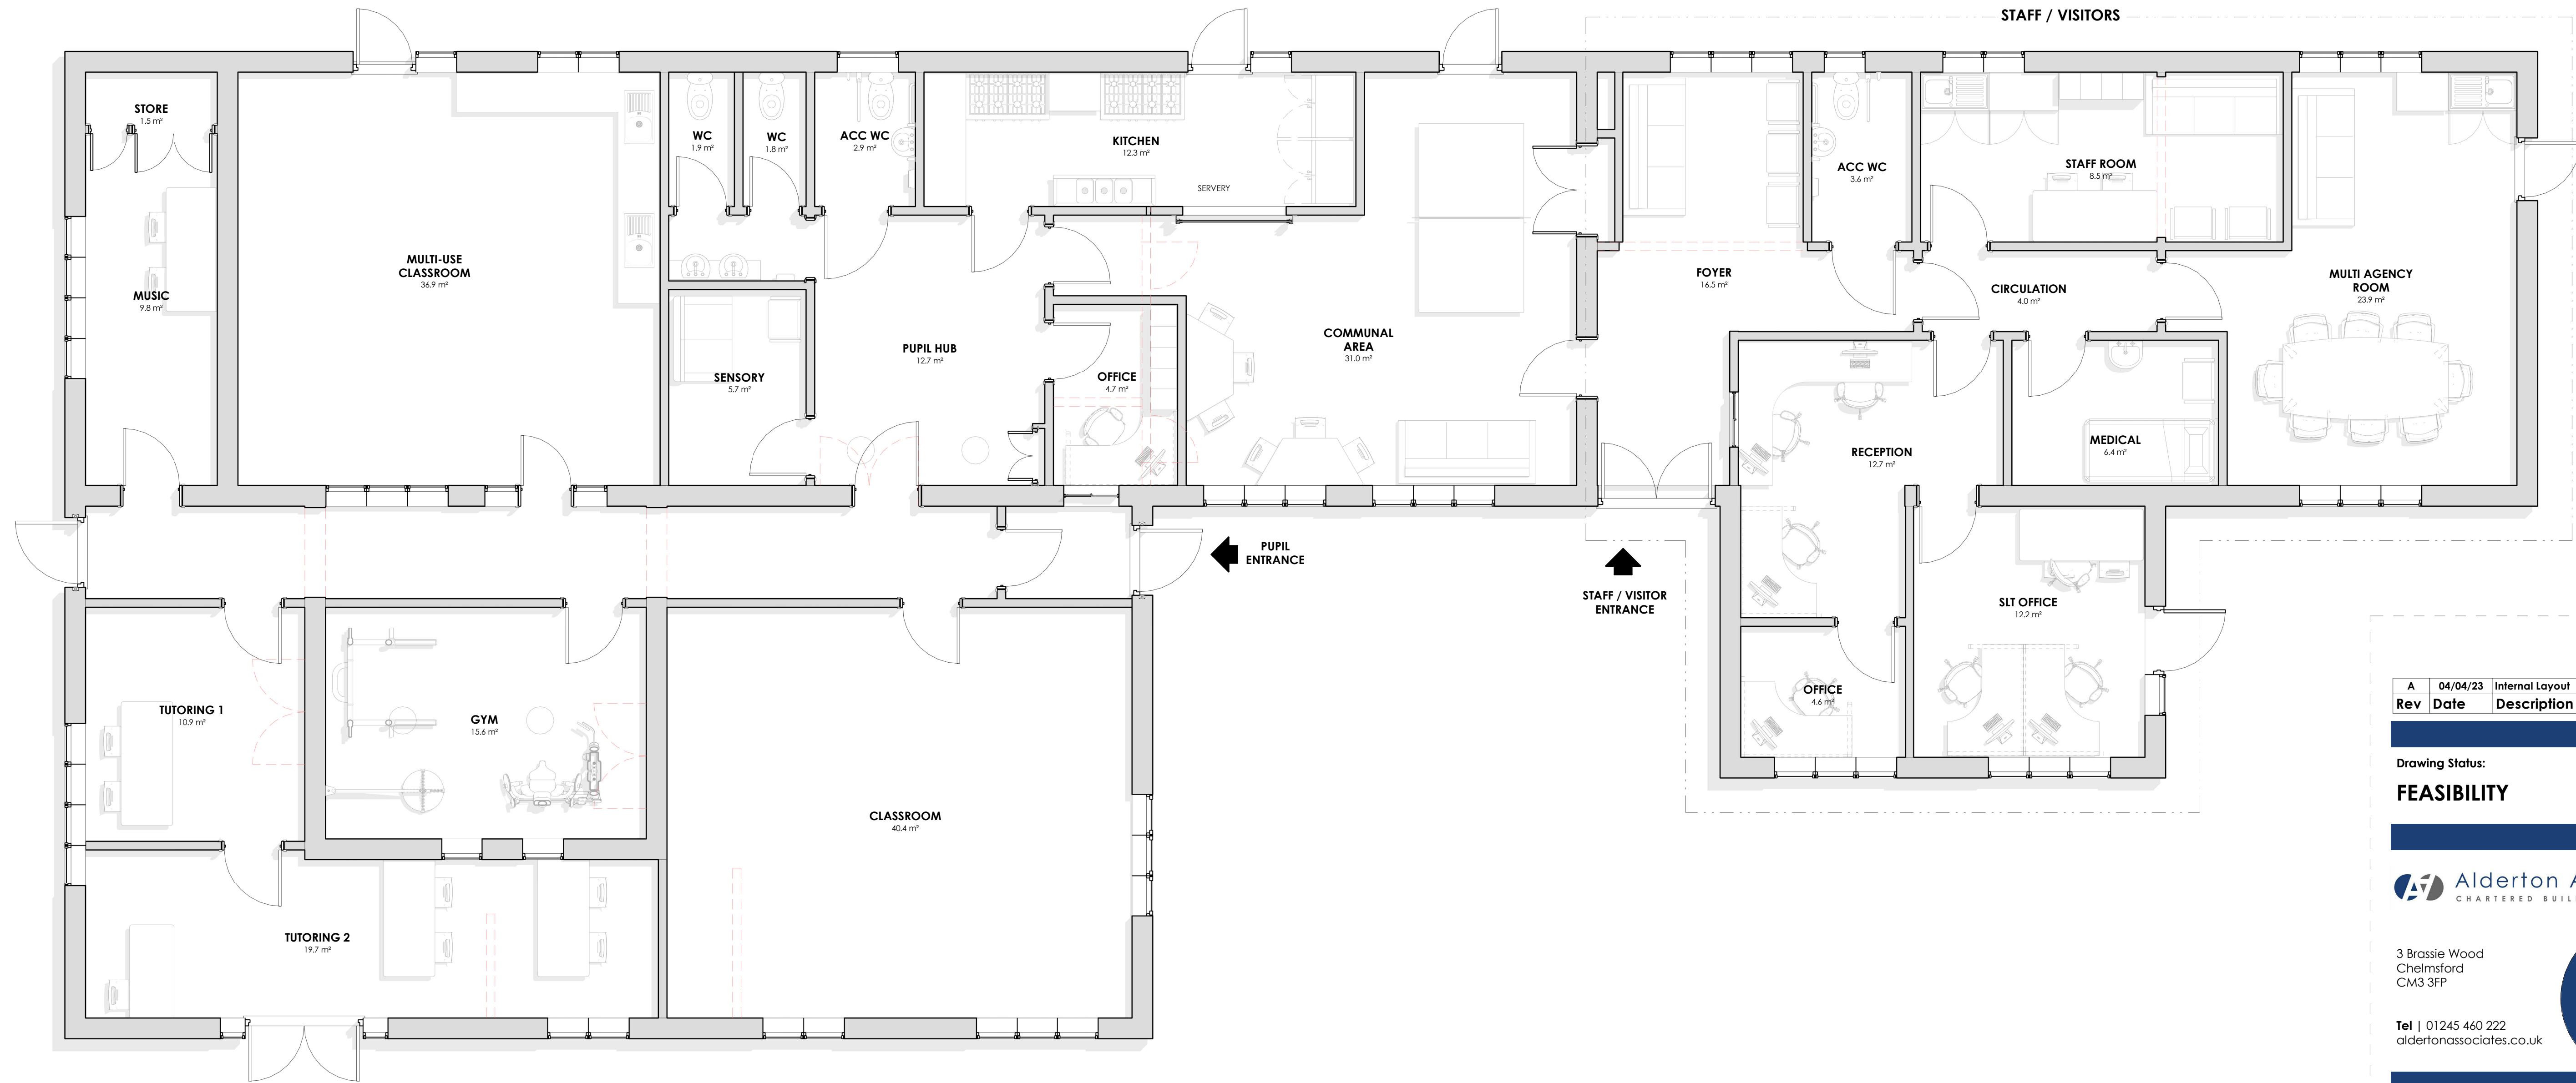 STAFF / VISITORS
STORE
1.5 m²
MUSIC
9.8 m²
MULTI-USE
CLASSROOM
36.9 m²
WC
1.9 m²
WC
1.8 m²
ACC WC
2.9 m²
KITCHEN
12.3 m²
SERVERY
SENSORY
5.7 m²
PUPIL HUB
12.7 m²
OFFICE
4.7 m²
COMMUNAL
AREA
31.0 m²
FOYER
16.5 m²
ACC WC
3.6 m²
STAFF ROOM
8.5 m²
CIRCULATION
4.0 m²
MULTI AGENCY
ROOM
23.9 m²
RECEPTION
12.7 m²
MEDICAL
6.4 m²
PUPIL
ENTRANCE
STAFF / VISITOR
ENTRANCE
SLT OFFICE
12.2 m²
OFFICE
4.6 m²
TUTORING 1
10.9 m²
GYM
15.6 m²
CLASSROOM
40.4 m²
TUTORING 2
19.7 m²
A 04/04/23 Internal Layout
Rev Date Description
Drawing Status:
FEASIBILITY
Alderton A
CHARTERED BUIL
3 Brassie Wood
Chelmsford
CM3 3FP
Tel | 01245 460 222
aldertonassociates.co.uk